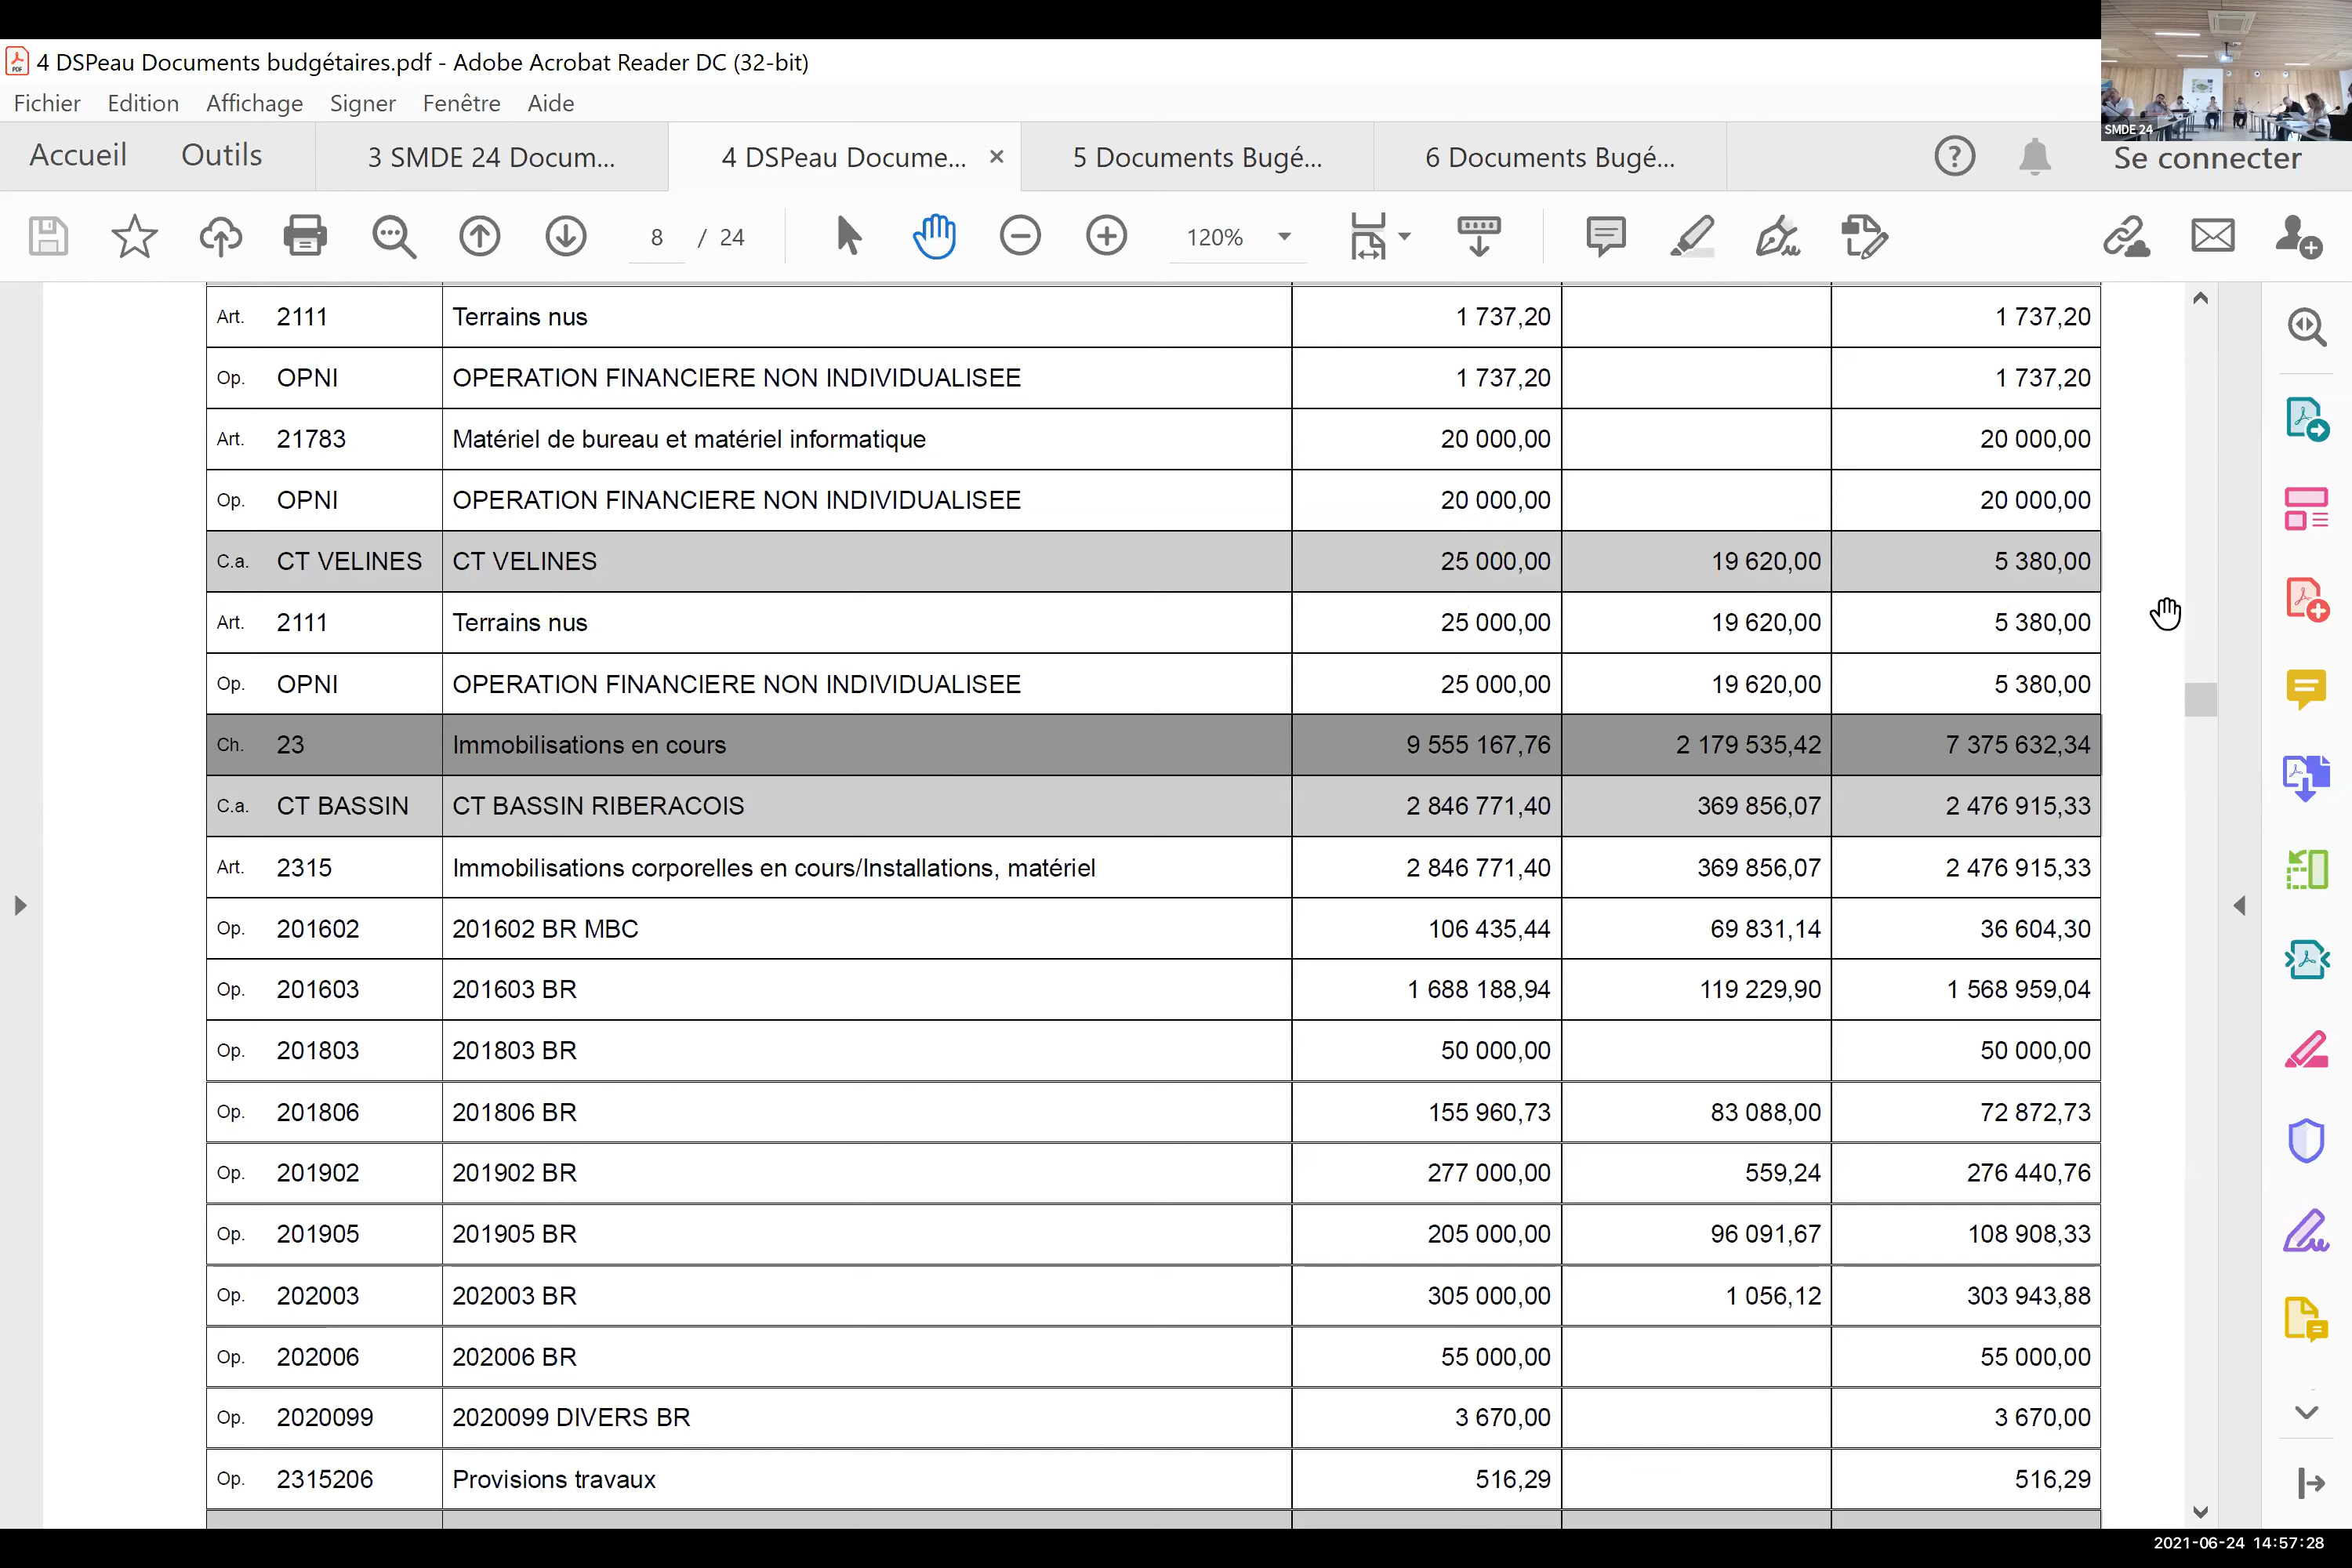 4 DSPeau Documents budgétaires.pdf - Adobe Acrobat Reader DC (32-bit)
SMDE 24
Fichier Edition Affichage Signer Fenêtre Aide
Accueil Outils 3 SMDE 24 Docum... 4 DSPeau Docume... × 5 Documents Bugé... 6 Documents Bugé... Se connecter
8 / 24 120%
Art. 2111 Terrains nus 1 737,20 1 737,20
Op. OPNI OPERATION FINANCIERE NON INDIVIDUALISEE 1 737,20 1 737,20
Art. 21783 Matériel de bureau et matériel informatique 20 000,00 20 000,00
Op. OPNI OPERATION FINANCIERE NON INDIVIDUALISEE 20 000,00 20 000,00
C.a. CT VELINES CT VELINES 25 000,00 19 620,00 5 380,00
Art. 2111 Terrains nus 25 000,00 19 620,00 5 380,00
Op. OPNI OPERATION FINANCIERE NON INDIVIDUALISEE 25 000,00 19 620,00 5 380,00
Ch. 23 Immobilisations en cours 9 555 167,76 2 179 535,42 7 375 632,34
C.a. CT BASSIN CT BASSIN RIBERACOIS 2 846 771,40 369 856,07 2 476 915,33
Art. 2315 Immobilisations corporelles en cours/Installations, matériel 2 846 771,40 369 856,07 2 476 915,33
Op. 201602 201602 BR MBC 106 435,44 69 831,14 36 604,30
Op. 201603 201603 BR 1 688 188,94 119 229,90 1 568 959,04
Op. 201803 201803 BR 50 000,00 50 000,00
Op. 201806 201806 BR 155 960,73 83 088,00 72 872,73
Op. 201902 201902 BR 277 000,00 559,24 276 440,76
Op. 201905 201905 BR 205 000,00 96 091,67 108 908,33
Op. 202003 202003 BR 305 000,00 1 056,12 303 943,88
Op. 202006 202006 BR 55 000,00 55 000,00
Op. 2020099 2020099 DIVERS BR 3 670,00 3 670,00
Op. 2315206 Provisions travaux 516,29 516,29
2021-06-24 14:57:28